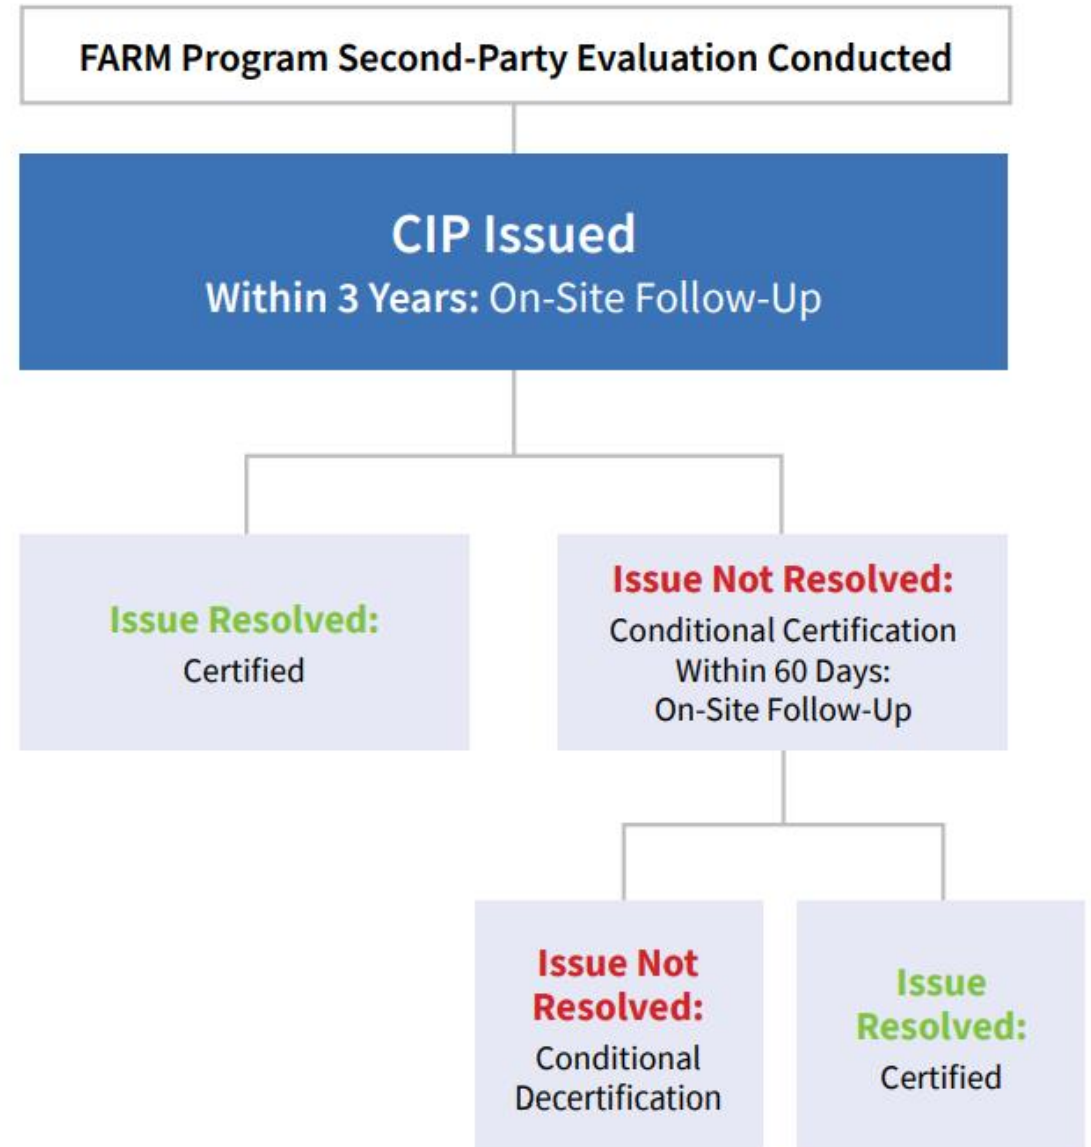 FARM Program Second-Party Evaluation Conducted
CIP Issued
Within 3 Years: On-Site Follow-Up
Issue Resolved:
Certified
Issue Not Resolved:
Conditional Certification
Within 60 Days:
On-Site Follow-Up
Issue Not
Resolved:
Conditional
Decertification
Issue
Resolved:
Certified